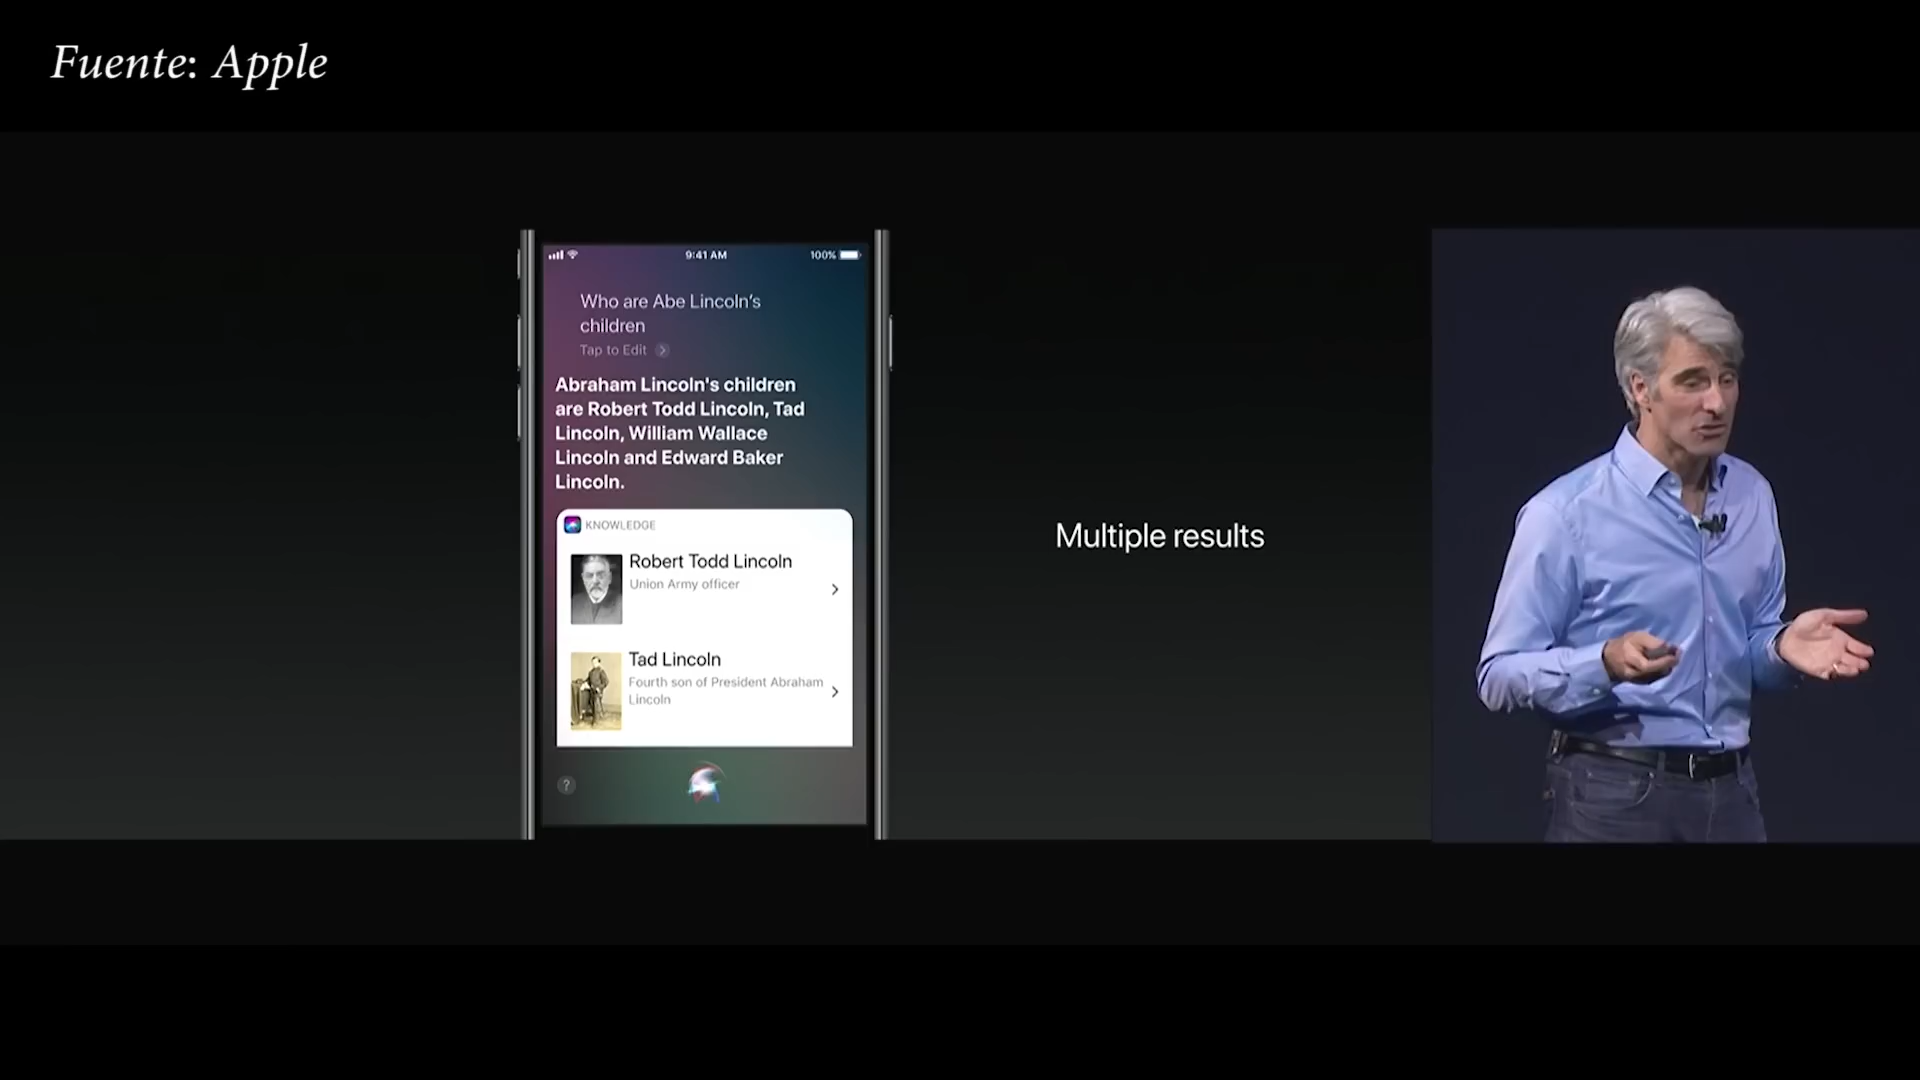 Fuente: Apple
9:41 AM
100%
Who are Abe Lincoln's
children
Tap to Edit
Abraham Lincoln's children
are Robert Todd Lincoln, Tad
Lincoln, William Wallace
Lincoln and Edward Baker
Lincoln.
KNOWLEDGE
Robert Todd Lincoln
Union Army officer
Tad Lincoln
Fourth son of President Abraham
Lincoln
?
Multiple results